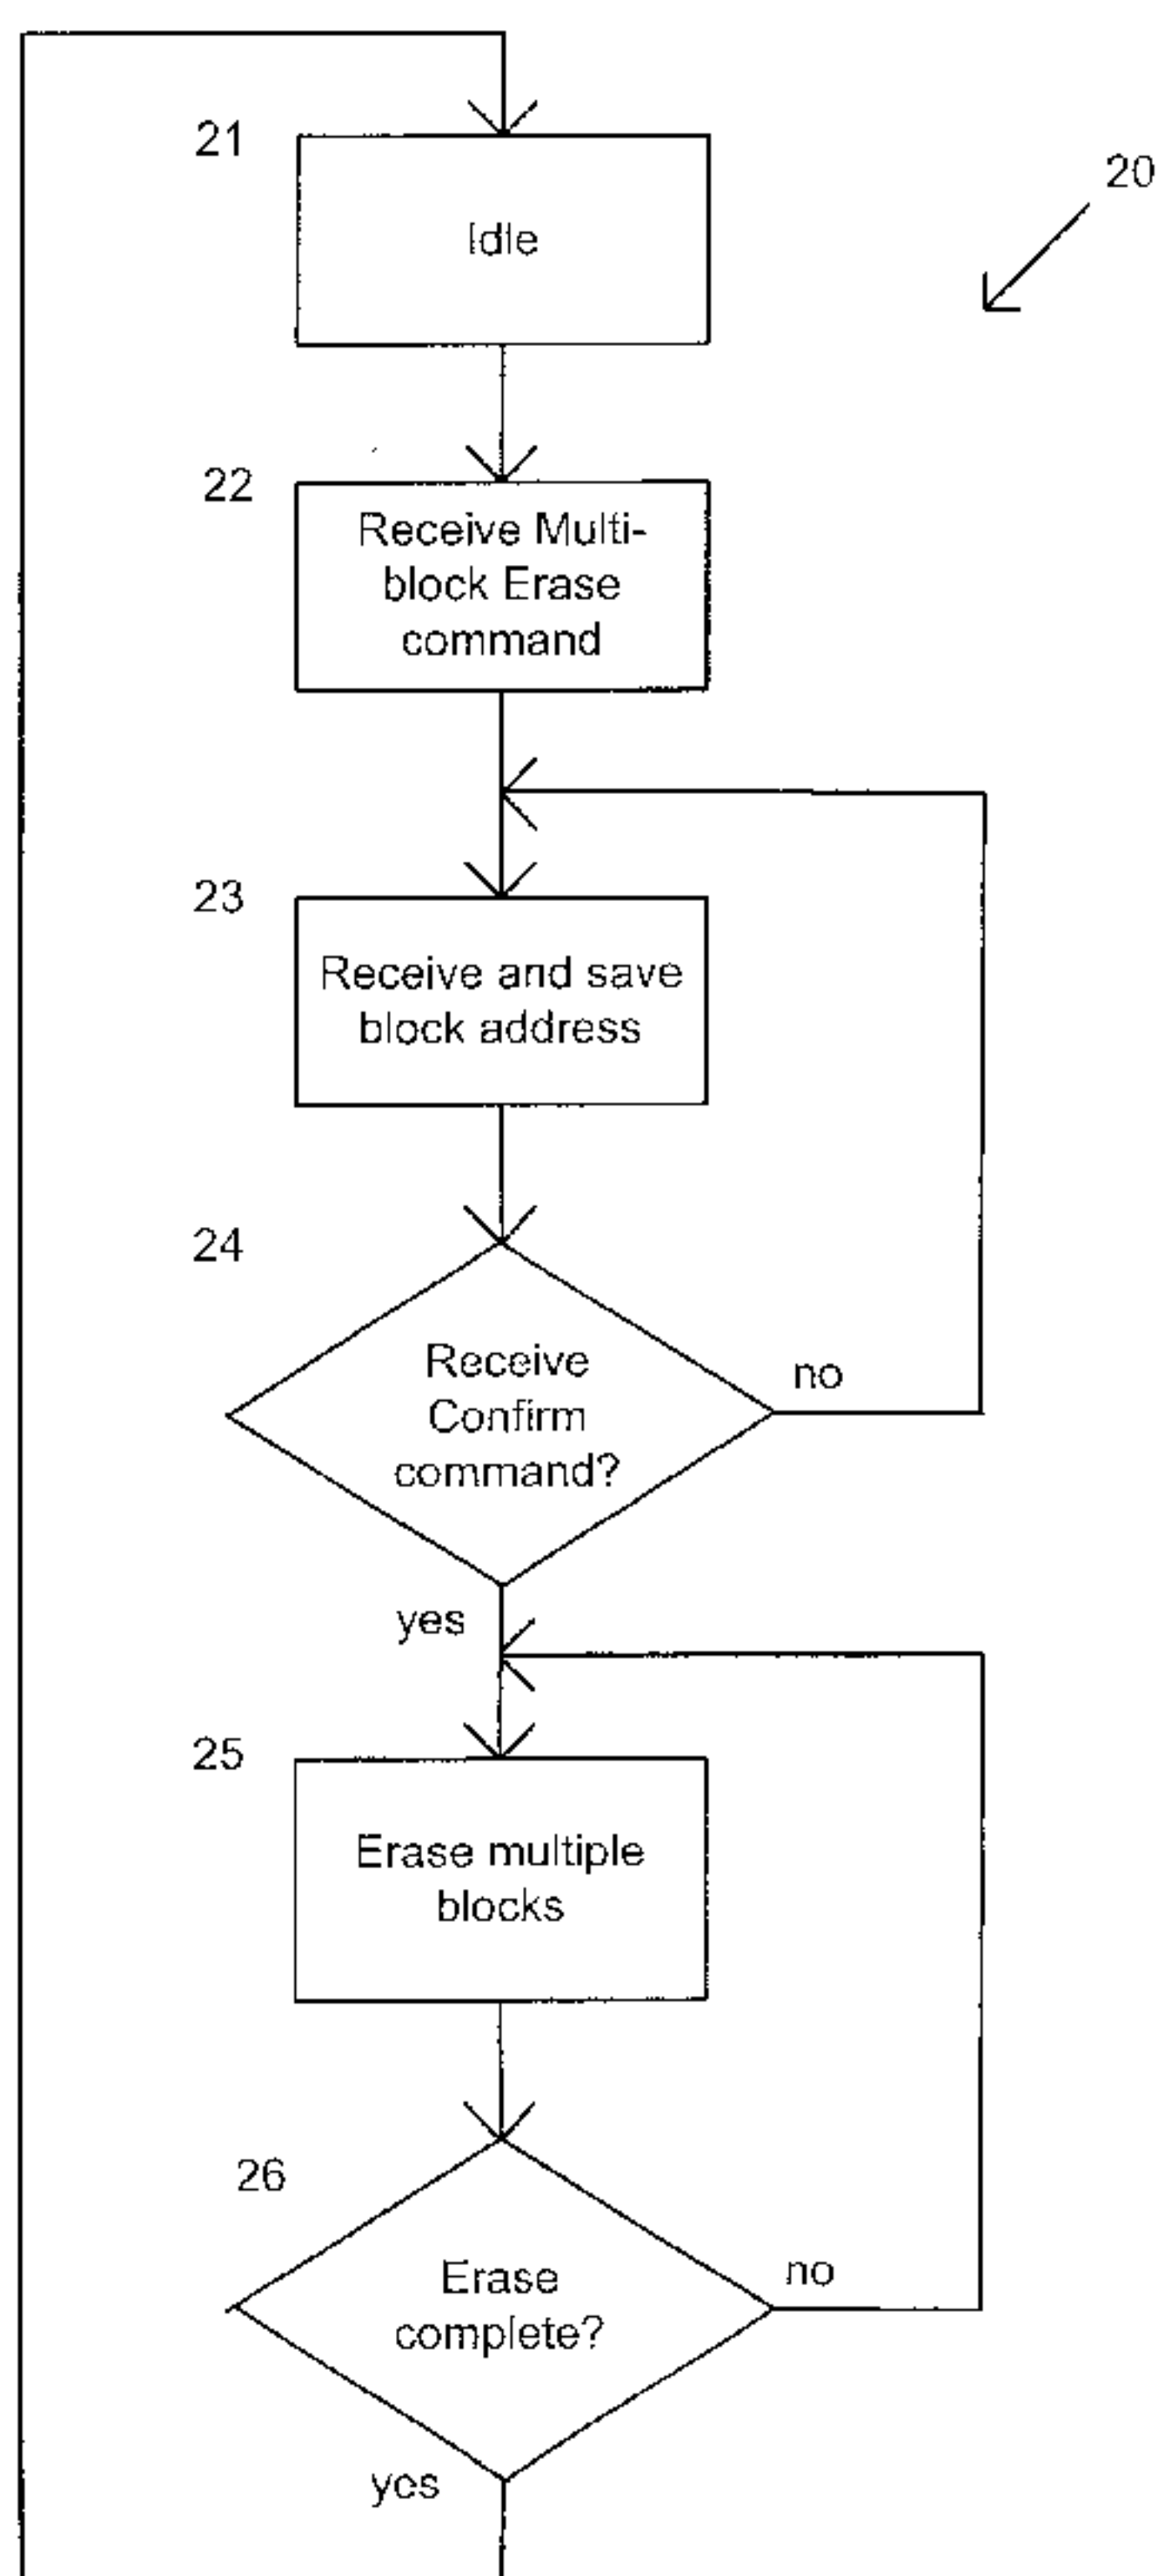 21
20
Idle
22
Receive Multi-
block Erase
command
23
Receive and save
block address
24
Receive
Confirm
command?
no
yes
25
Erase multiple
blocks
26
Erase
complete?
no
yes